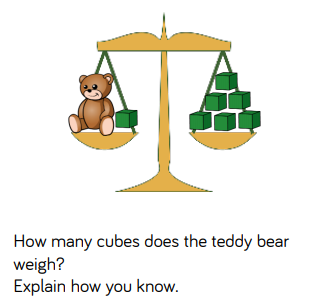 How many cubes does the teddy bear
weigh?
Explain how you know.